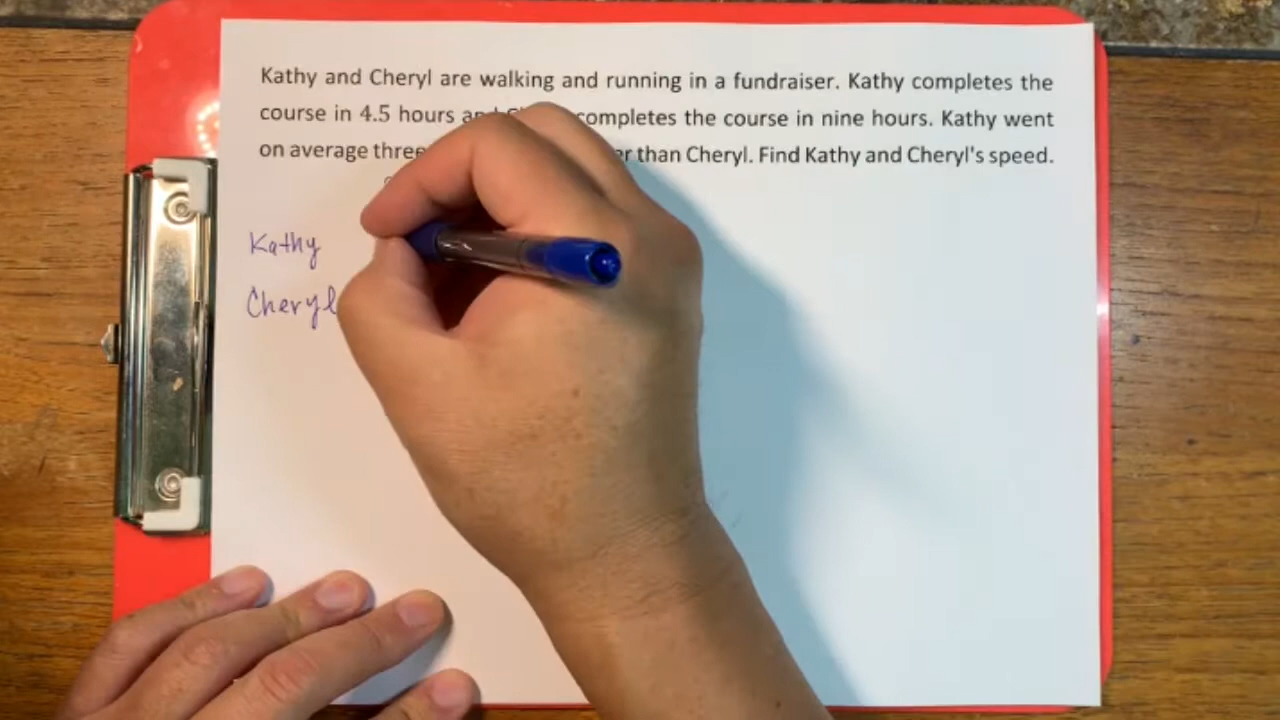 Kathy and Cheryl are walking and running in a fundraiser. Kathy completes the
course in 4.5 hours completes the course in nine hours. Kathy went
on average three than Cheryl. Find Kathy and Cheryl's speed.
Kathy
Cheryl